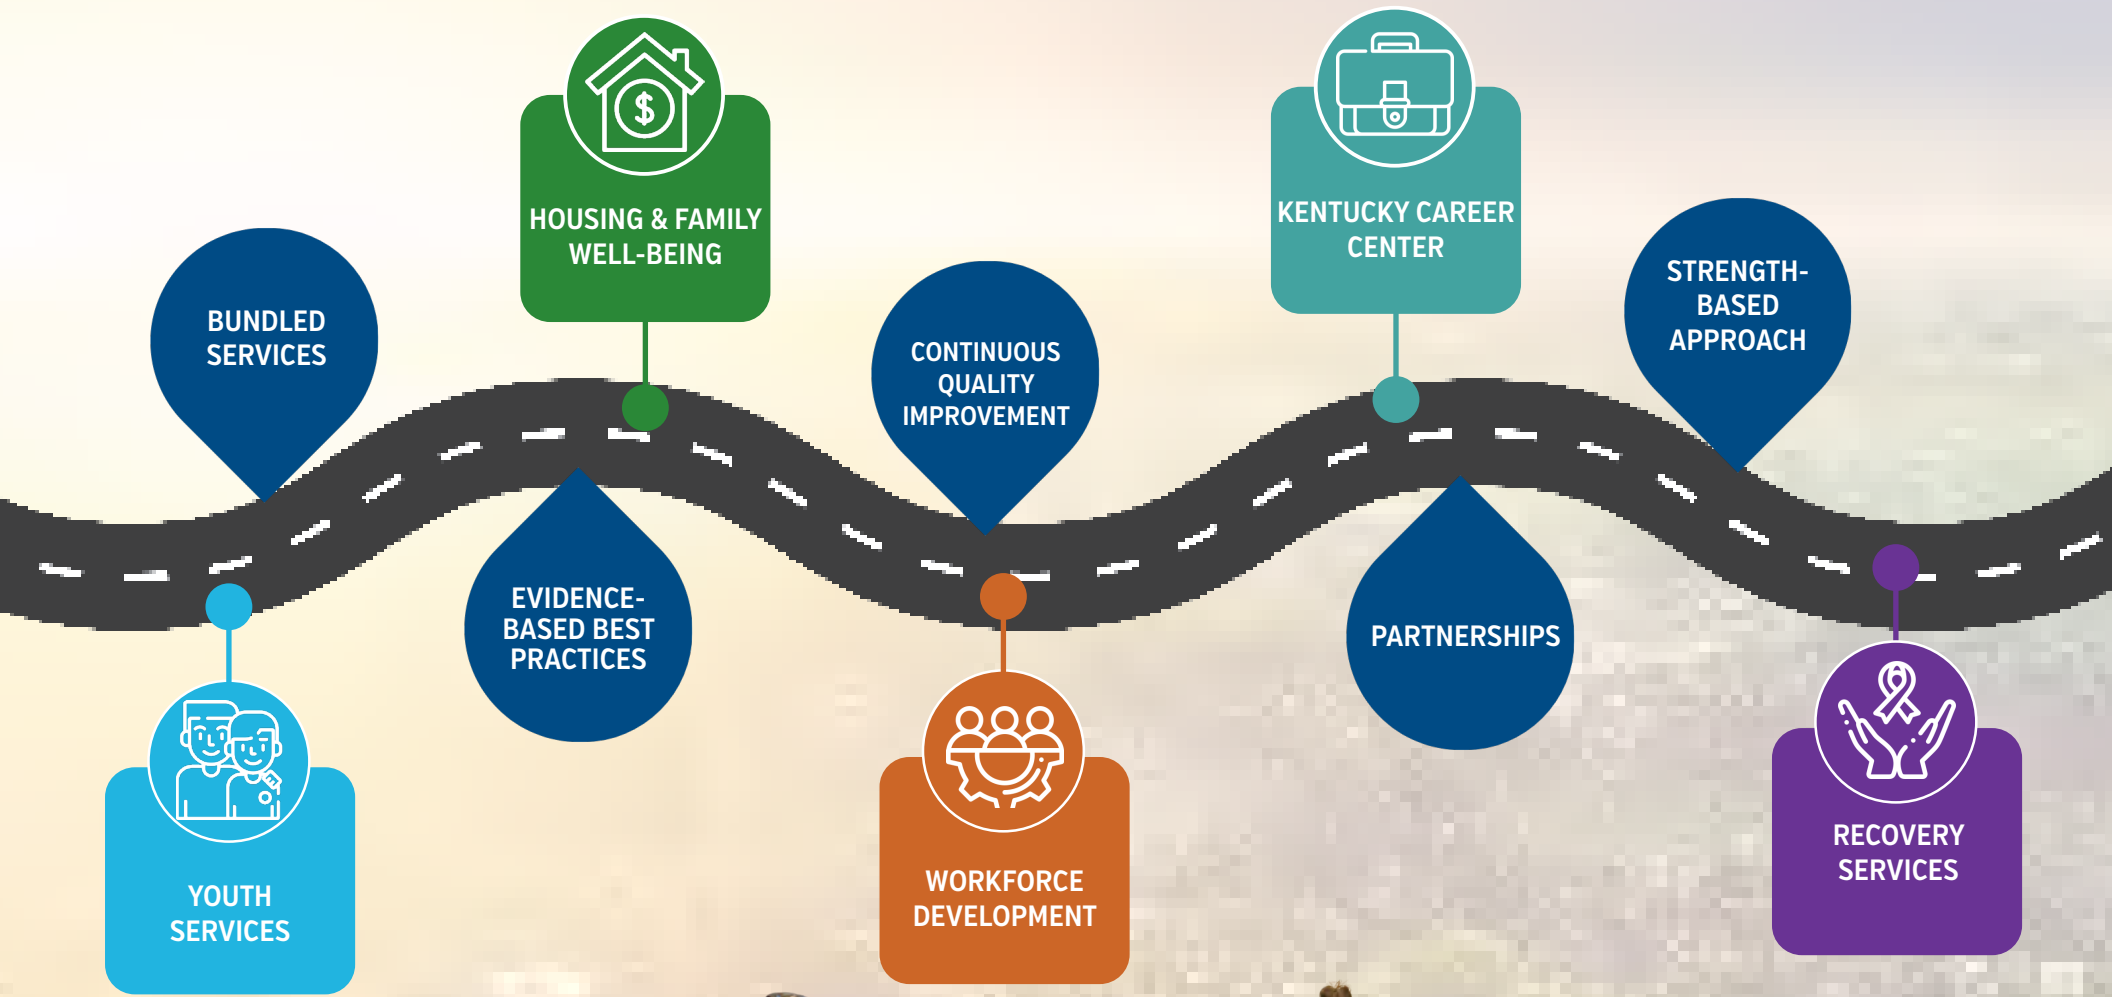 HOUSING & FAMILY
WELL-BEING
KENTUCKY CAREER
CENTER
BUNDLED
SERVICES
CONTINUOUS
QUALITY
IMPROVEMENT
STRENGTH-
BASED
APPROACH
EVIDENCE-
BASED BEST
PRACTICES
PARTNERSHIPS
YOUTH
SERVICES
WORKFORCE
DEVELOPMENT
RECOVERY
SERVICES
$